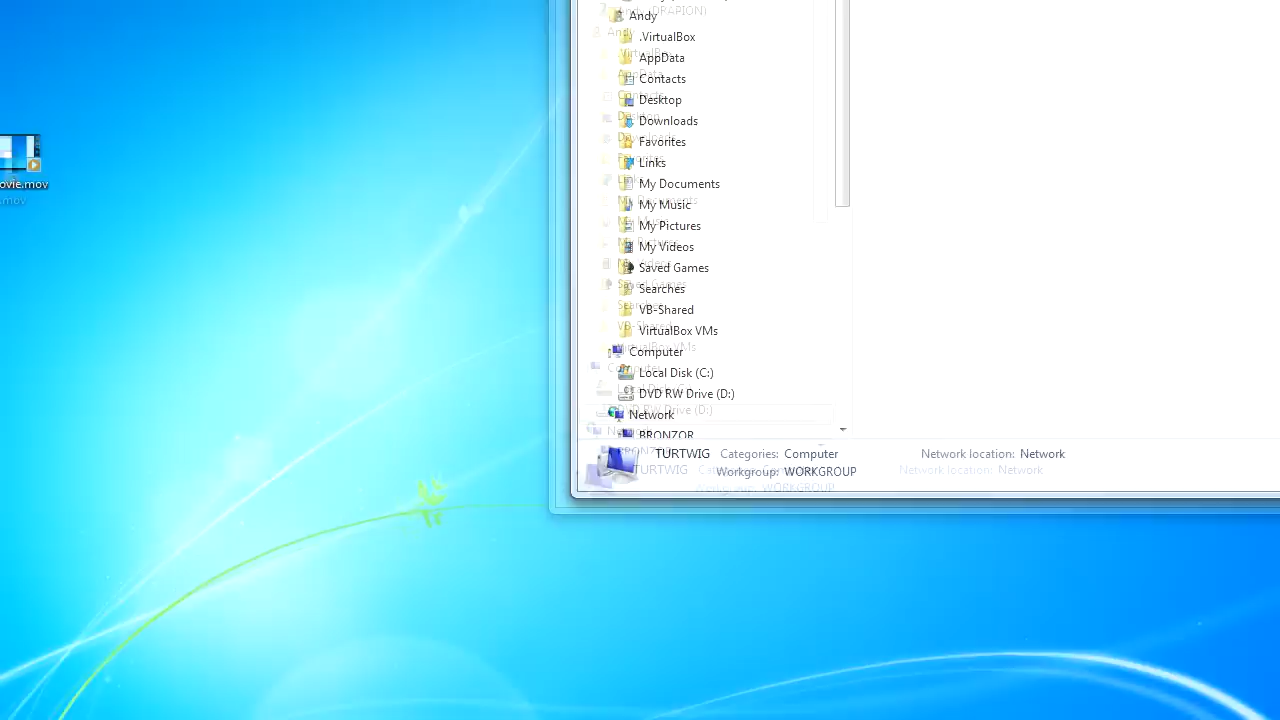 Andy
.VirtualBox
AppData
Contacts
Desktop
Downloads
Favorites
Links
My Documents
My Music
My Pictures
My Videos
Saved Games
Searches
VB-Shared
VirtualBox VMs
Computer
Local Disk (C:)
DVD RW Drive (D:)
Network
BRONZOR
TURTWIG Categories: Computer Network location: Network
Workgroup: WORKGROUP
ovie.mov